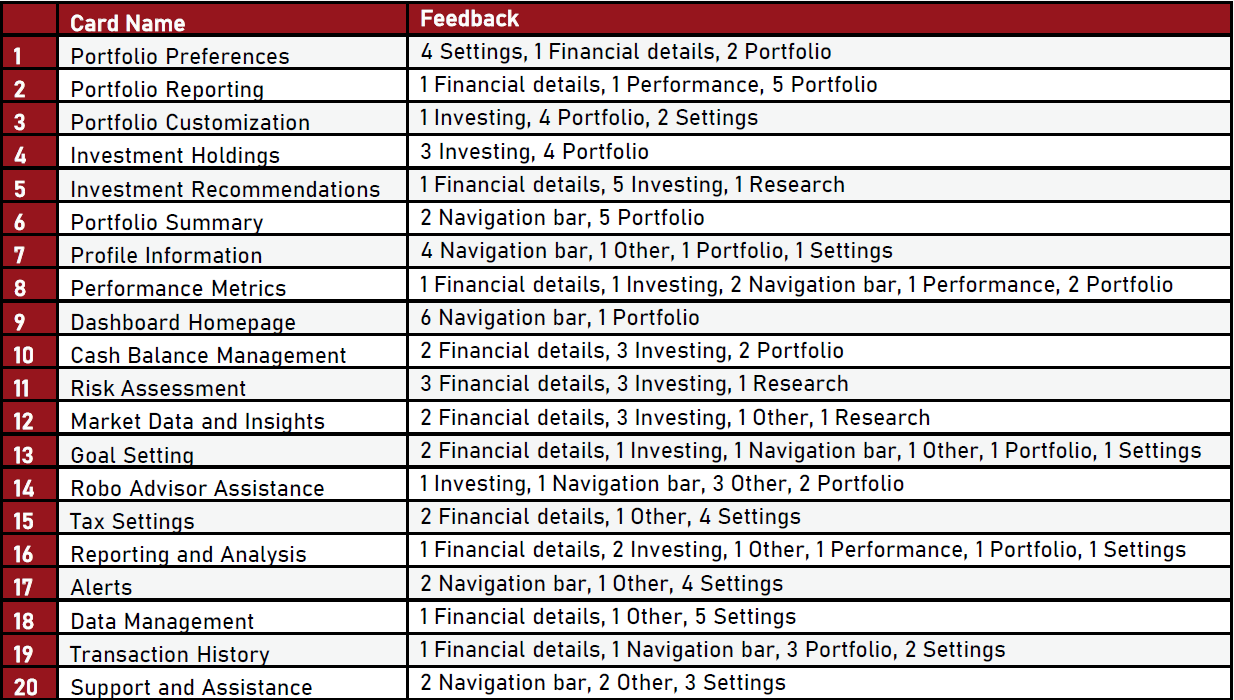 Card Name Feedback
1 Portfolio Preferences 4 Settings, 1 Financial details, 2 Portfolio
2 Portfolio Reporting 1 Financial details, 1 Performance, 5 Portfolio
3 Portfolio Customization 1 Investing, 4 Portfolio, 2 Settings
4 Investment Holdings 3 Investing, 4 Portfolio
5 Investment Recommendations 1 Financial details, 5 Investing, 1 Research
6 Portfolio Summary 2 Navigation bar, 5 Portfolio
7 Profile Information 4 Navigation bar, 1 Other, 1 Portfolio, 1 Settings
8 Performance Metrics 1 Financial details, 1 Investing, 2 Navigation bar, 1 Performance, 2 Portfolio
9 Dashboard Homepage 6 Navigation bar, 1 Portfolio
10 Cash Balance Management 2 Financial details, 3 Investing, 2 Portfolio
11 Risk Assessment 3 Financial details, 3 Investing, 1 Research
12 Market Data and Insights 2 Financial details, 3 Investing, 1 Other, 1 Research
13 Goal Setting 2 Financial details, 1 Investing, 1 Navigation bar, 1 Other, 1 Portfolio, 1 Settings
14 Robo Advisor Assistance 1 Investing, 1 Navigation bar, 3 Other, 2 Portfolio
15 Tax Settings 2 Financial details, 1 Other, 4 Settings
16 Reporting and Analysis 1 Financial details, 2 Investing, 1 Other, 1 Performance, 1 Portfolio, 1 Settings
17 Alerts 2 Navigation bar, 1 Other, 4 Settings
18 Data Management 1 Financial details, 1 Other, 5 Settings
19 Transaction History 1 Financial details, 1 Navigation bar, 3 Portfolio, 2 Settings
20 Support and Assistance 2 Navigation bar, 2 Other, 3 Settings